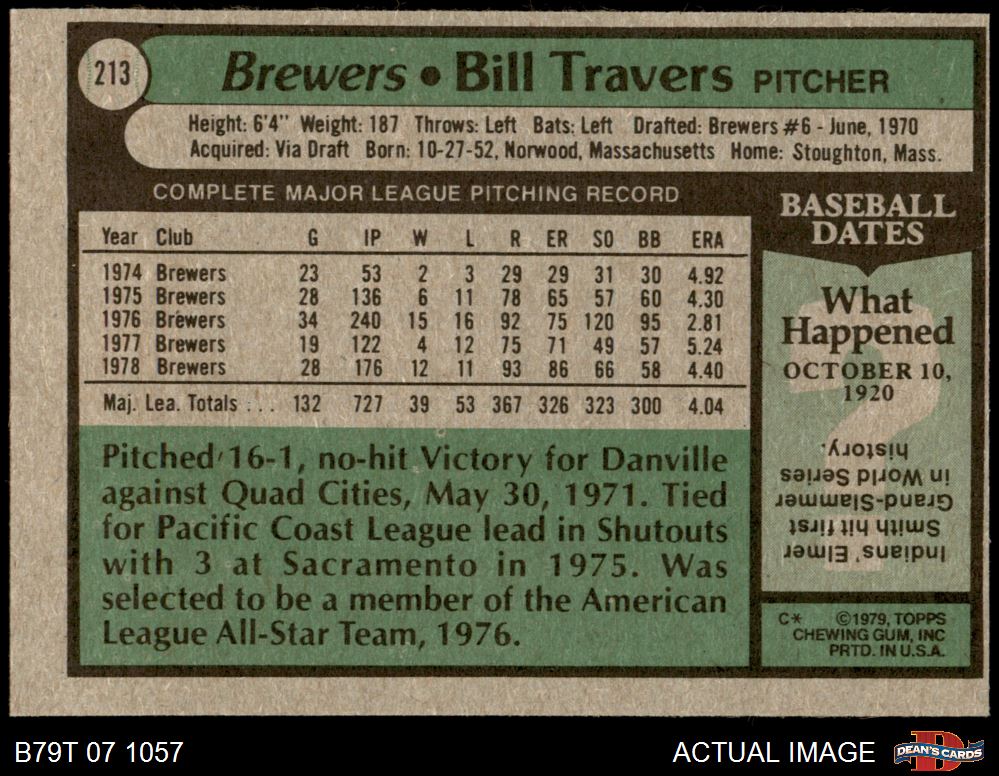 213
Brewers • Bill Travers PITCHER
Height: 6'4" Weight: 187 Throws: Left Bats: Left Drafted: Brewers #6 - June, 1970
Acquired: Via Draft Born: 10-27-52, Norwood, Massachusetts Home: Stoughton, Mass.
COMPLETE MAJOR LEAGUE PITCHING RECORD
Year Club G IP W L R ER SO BB ERA
1974 Brewers 23 53 2 3 29 29 31 30 4.92
1975 Brewers 28 136 6 11 78 65 57 60 4.30
1976 Brewers 34 240 15 16 92 75 120 95 2.81
1977 Brewers 19 122 4 12 75 71 49 57 5.24
1978 Brewers 28 176 12 11 93 86 66 58 4.40
Maj. Lea. Totals ... 132 727 39 53 367 326 323 300 4.04
Pitched 16-1, no-hit Victory for Danville
against Quad Cities, May 30, 1971. Tied
for Pacific Coast League lead in Shutouts
with 3 at Sacramento in 1975. Was
selected to be a member of the American
League All-Star Team, 1976.
BASEBALL
DATES
What
Happened
OCTOBER 10,
1920
?
Indians' Elmer
Smith hit first
Grand-Slammer
in World Series
history.
C* ©1979, TOPPS
CHEWING GUM, INC
PRTD. IN U.S.A.
B79T 07 1057
ACTUAL IMAGE
D
DEAN'S CARDS